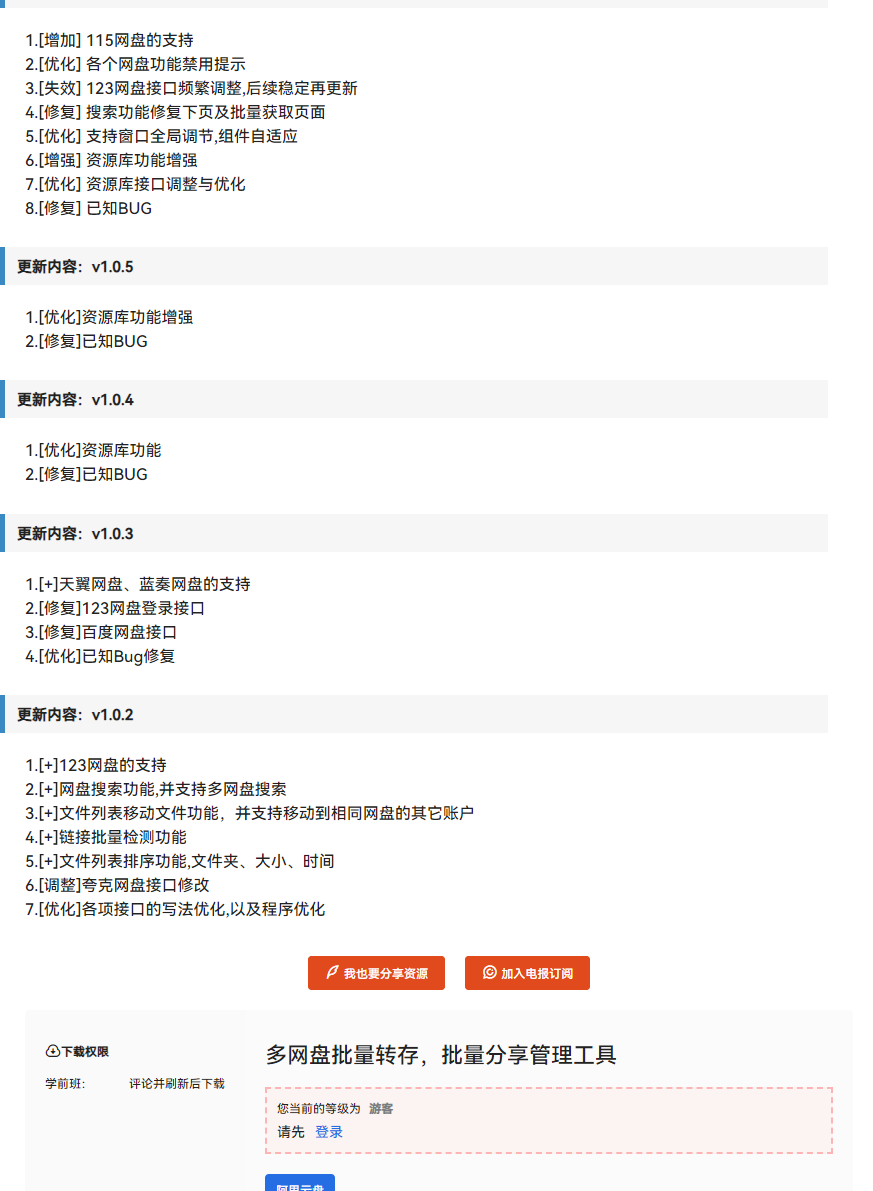 1.[增加] 115网盘的支持
2.[优化] 各个网盘功能禁用提示
3.[失效] 123网盘接口频繁调整,后续稳定再更新
4.[修复] 搜索功能修复下页及批量获取页面
5.[优化] 支持窗口全局调节,组件自适应
6.[增强] 资源库功能增强
7.[优化] 资源库接口调整与优化
8.[修复] 已知BUG
更新内容：v1.0.5
1.[优化]资源库功能增强
2.[修复]已知BUG
更新内容：v1.0.4
1.[优化]资源库功能
2.[修复]已知BUG
更新内容：v1.0.3
1.[+]天翼网盘、蓝奏网盘的支持
2.[修复]123网盘登录接口
3.[修复]百度网盘接口
4.[优化]已知Bug修复
更新内容：v1.0.2
1.[+]123网盘的支持
2.[+]网盘搜索功能,并支持多网盘搜索
3.[+]文件列表移动文件功能，并支持移动到相同网盘的其它账户
4.[+]链接批量检测功能
5.[+]文件列表排序功能,文件夹、大小、时间
6.[调整]夸克网盘接口修改
7.[优化]各项接口的写法优化,以及程序优化
我也要分享资源 加入电报订阅
下载权限
学前班: 评论并刷新后下载
多网盘批量转存，批量分享管理工具
您当前的等级为 游客
请先 登录
阿里云盘